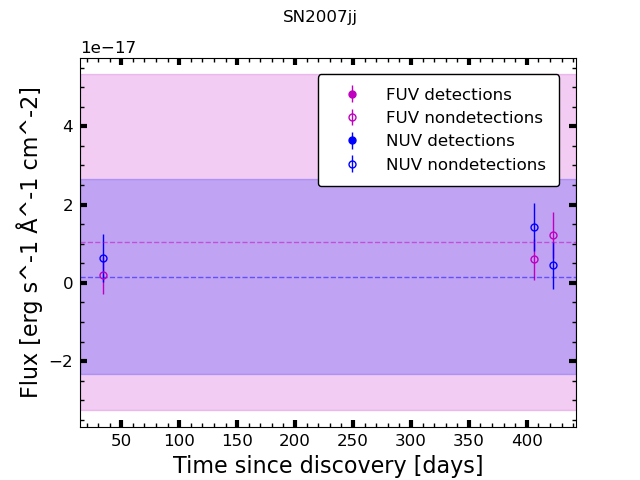 SN2007jj
1e−17
FUV detections
FUV nondetections
NUV detections
NUV nondetections
4
2
0
−2
Flux [erg s^-1 Å^-1 cm^-2]
50 100 150 200 250 300 350 400
Time since discovery [days]